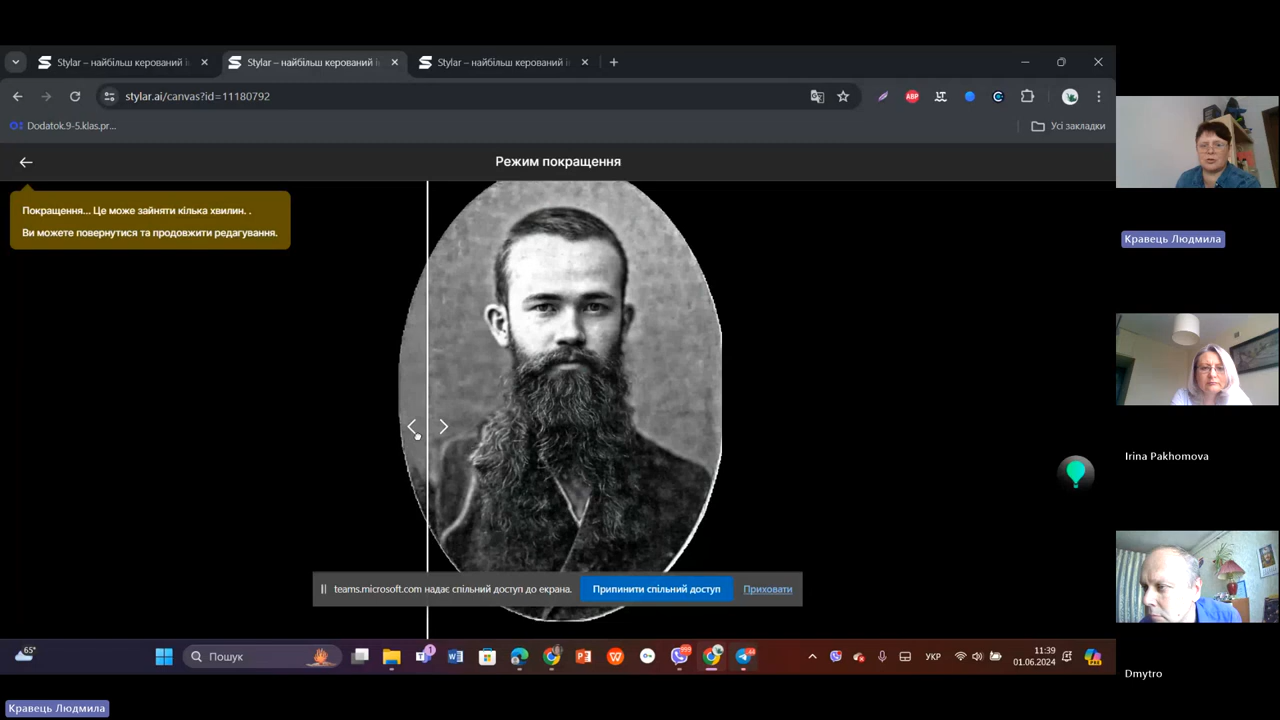 Stylar – найбільш керований і
Stylar – найбільш керований і
Stylar – найбільш керований і
stylar.ai/canvas?id=11180792
ABP
Dodatok.9-5.klas.pr...
Усі закладки
Режим покращення
Покращення... Це може зайняти кілька хвилин. .
Ви можете повернутися та продовжити редагування.
Кравець Людмила
Irina Pakhomova
teams.microsoft.com надає спільний доступ до екрана.
Припинити спільний доступ
Приховати
65°
Пошук
УКР
11:39
01.06.2024
Dmytro
Кравець Людмила